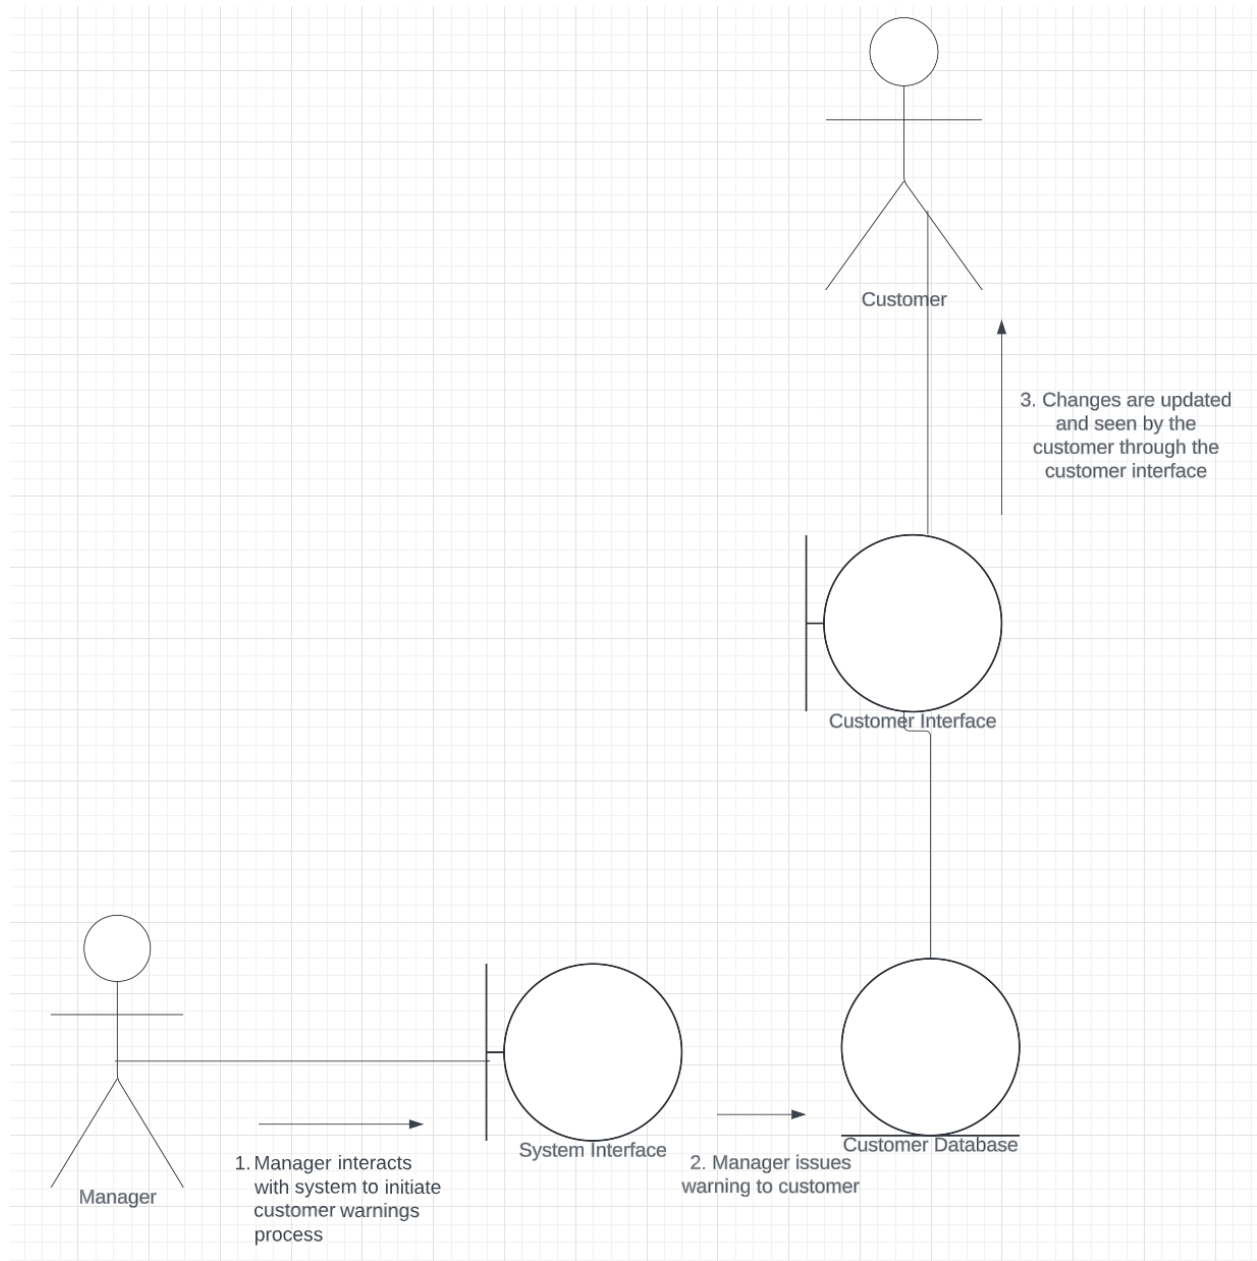 Customer
3. Changes are updated
and seen by the
customer through the
customer interface
Customer Interface
Manager
1. Manager interacts
with system to initiate
customer warnings
process
System Interface
2. Manager issues
warning to customer
Customer Database